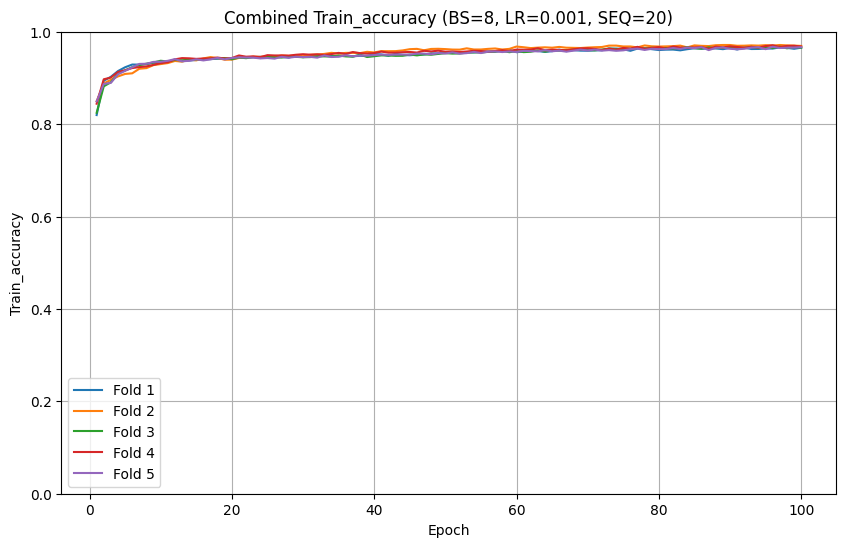 Combined Train_accuracy (BS=8, LR=0.001, SEQ=20)
1.0
0.8
0.6
0.4
0.2
0.0
Train_accuracy
Fold 1
Fold 2
Fold 3
Fold 4
Fold 5
0 20 40 60 80 100
Epoch